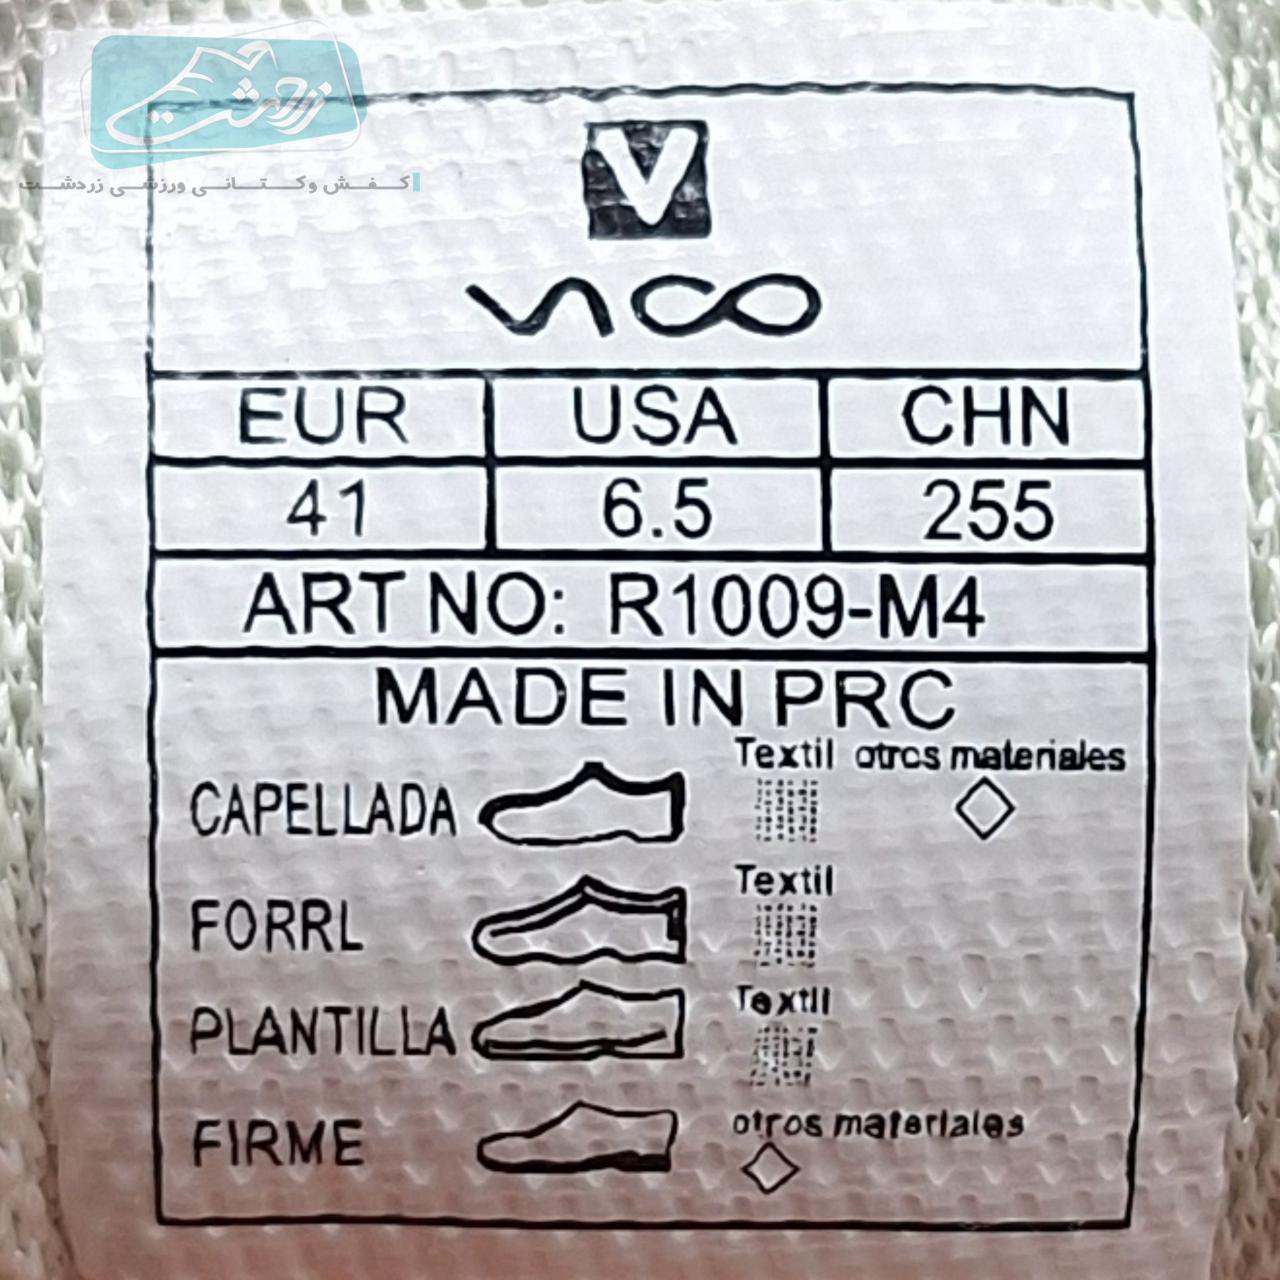 زردشت
کفش و کتانی ورزشی زردشت
V
vico
EUR USA CHN
41 6.5 255
ART NO: R1009-M4
MADE IN PRC
Textil otros materiales
CAPELLADA
Textil
FORRL
Textil
PLANTILLA
otros materiales
FIRME